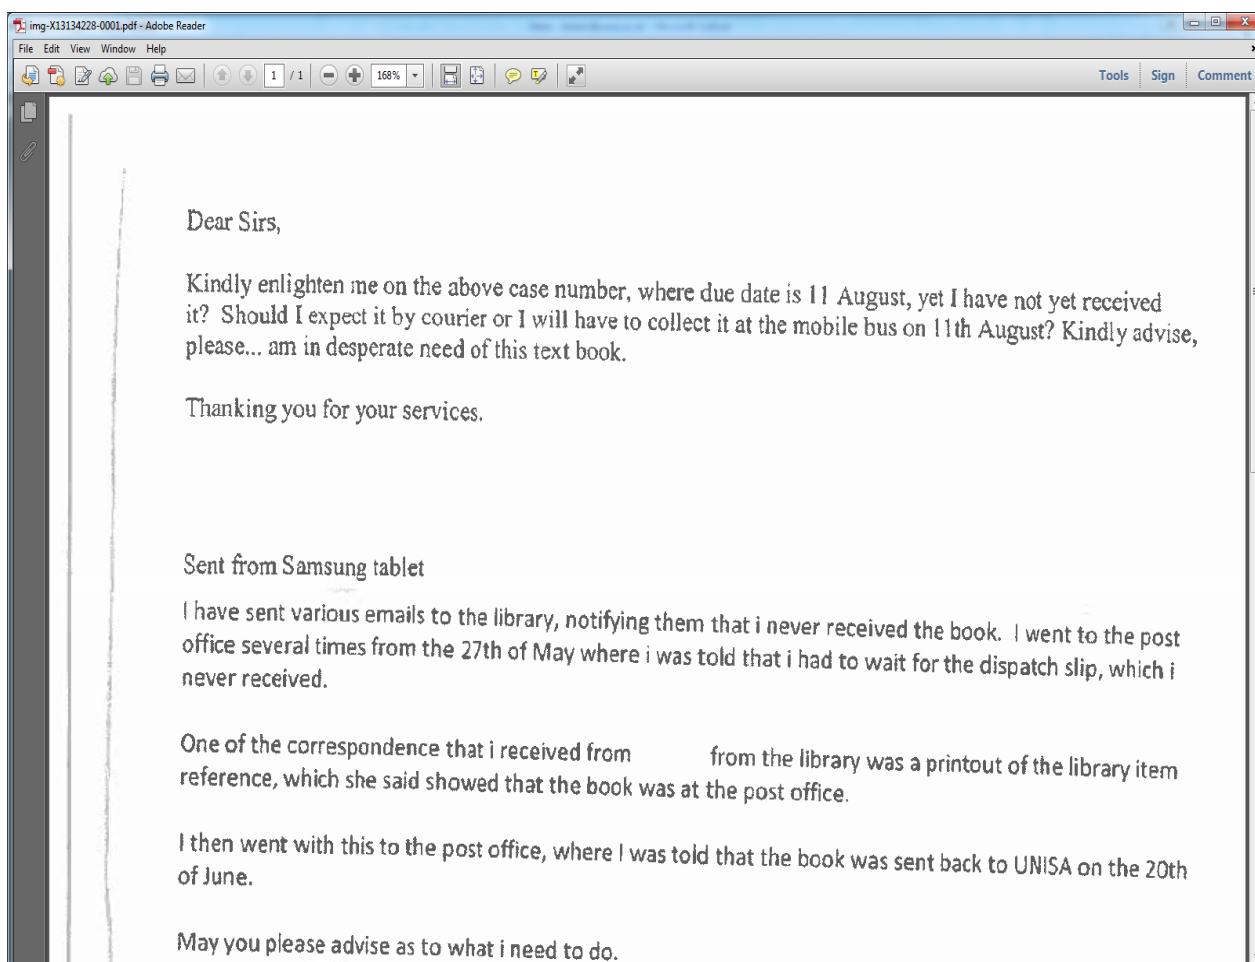 img-X13134228-0001.pdf - Adobe Reader
File Edit View Window Help
1 / 1 168% Tools Sign Comment
Dear Sirs,
Kindly enlighten me on the above case number, where due date is 11 August, yet I have not yet received
it? Should I expect it by courier or I will have to collect it at the mobile bus on 11th August? Kindly advise,
please... am in desperate need of this text book.
Thanking you for your services.
Sent from Samsung tablet
I have sent various emails to the library, notifying them that i never received the book. I went to the post
office several times from the 27th of May where i was told that i had to wait for the dispatch slip, which i
never received.
One of the correspondence that i received from from the library was a printout of the library item
reference, which she said showed that the book was at the post office.
I then went with this to the post office, where I was told that the book was sent back to UNISA on the 20th
of June.
May you please advise as to what i need to do.